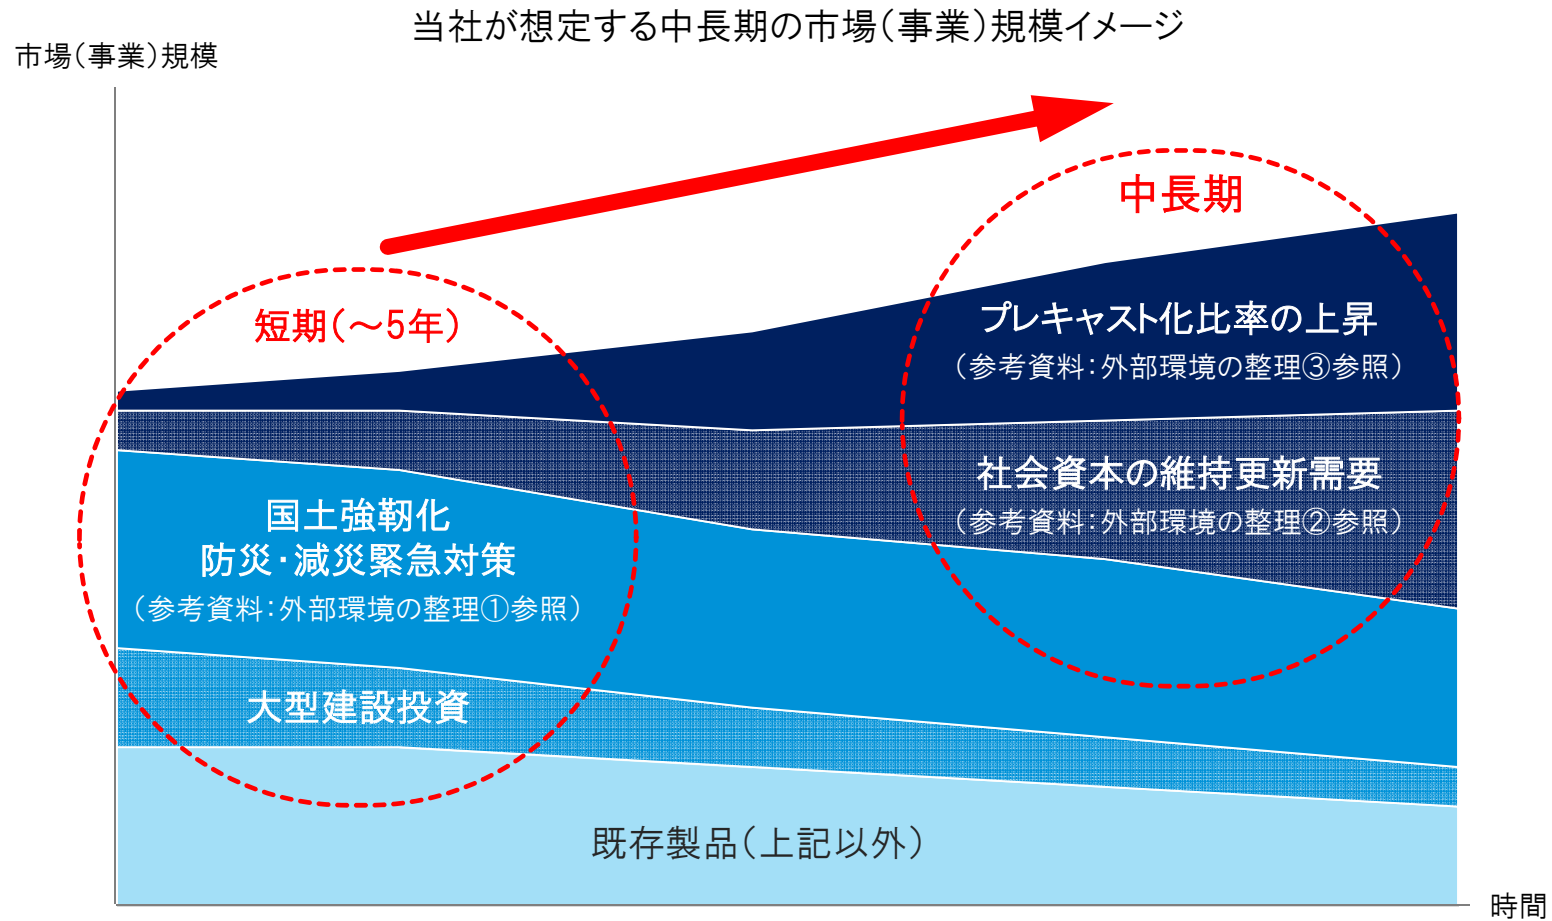 当社が想定する中長期の市場(事業)規模イメージ
市場(事業)規模
中長期
短期(～5年)
プレキャスト化比率の上昇
(参考資料:外部環境の整理③参照)
社会資本の維持更新需要
(参考資料:外部環境の整理②参照)
国土強靭化
防災・減災緊急対策
(参考資料:外部環境の整理①参照)
大型建設投資
既存製品(上記以外)
時間